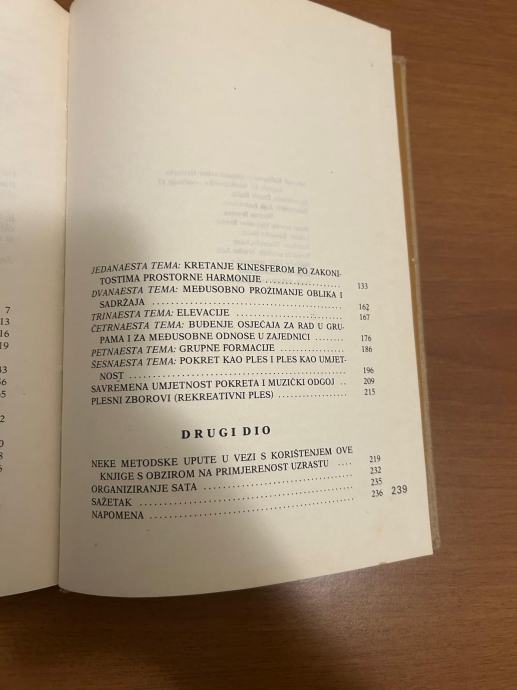 7
13
16
19
JEDANAESTA TEMA: KRETANJE KINESFEROM PO ZAKONI-
TOSTIMA PROSTORNE HARMONIJE .................... 133
DVANAESTA TEMA: MEĐUSOBNO PROŽIMANJE OBLIKA I
SADRŽAJA ........................................ 162
TRINAESTA TEMA: ELEVACIJE ........................ 167
ČETRNAESTA TEMA: BUĐENJE OSJEĆAJA ZA RAD U GRU-
PAMA I ZA MEĐUSOBNE ODNOSE U ZAJEDNICI ........ 176
PETNAESTA TEMA: GRUPNE FORMACIJE ................ 186
ŠESNAESTA TEMA: POKRET KAO PLES I PLES KAO UMJET-
NOST ............................................ 196
SAVREMENA UMJETNOST POKRETA I MUZIČKI ODGOJ .. 209
PLESNI ZBOROVI (REKREATIVNI PLES) ................ 215
DRUGI DIO
NEKE METODSKE UPUTE U VEZI S KORIŠTENJEM OVE
KNJIGE S OBZIROM NA PRIMJERENOST UZRASTU .... 219
ORGANIZIRANJE SATA ............................ 232
SAŽETAK ........................................ 235
NAPOMENA ...................................... 236 239